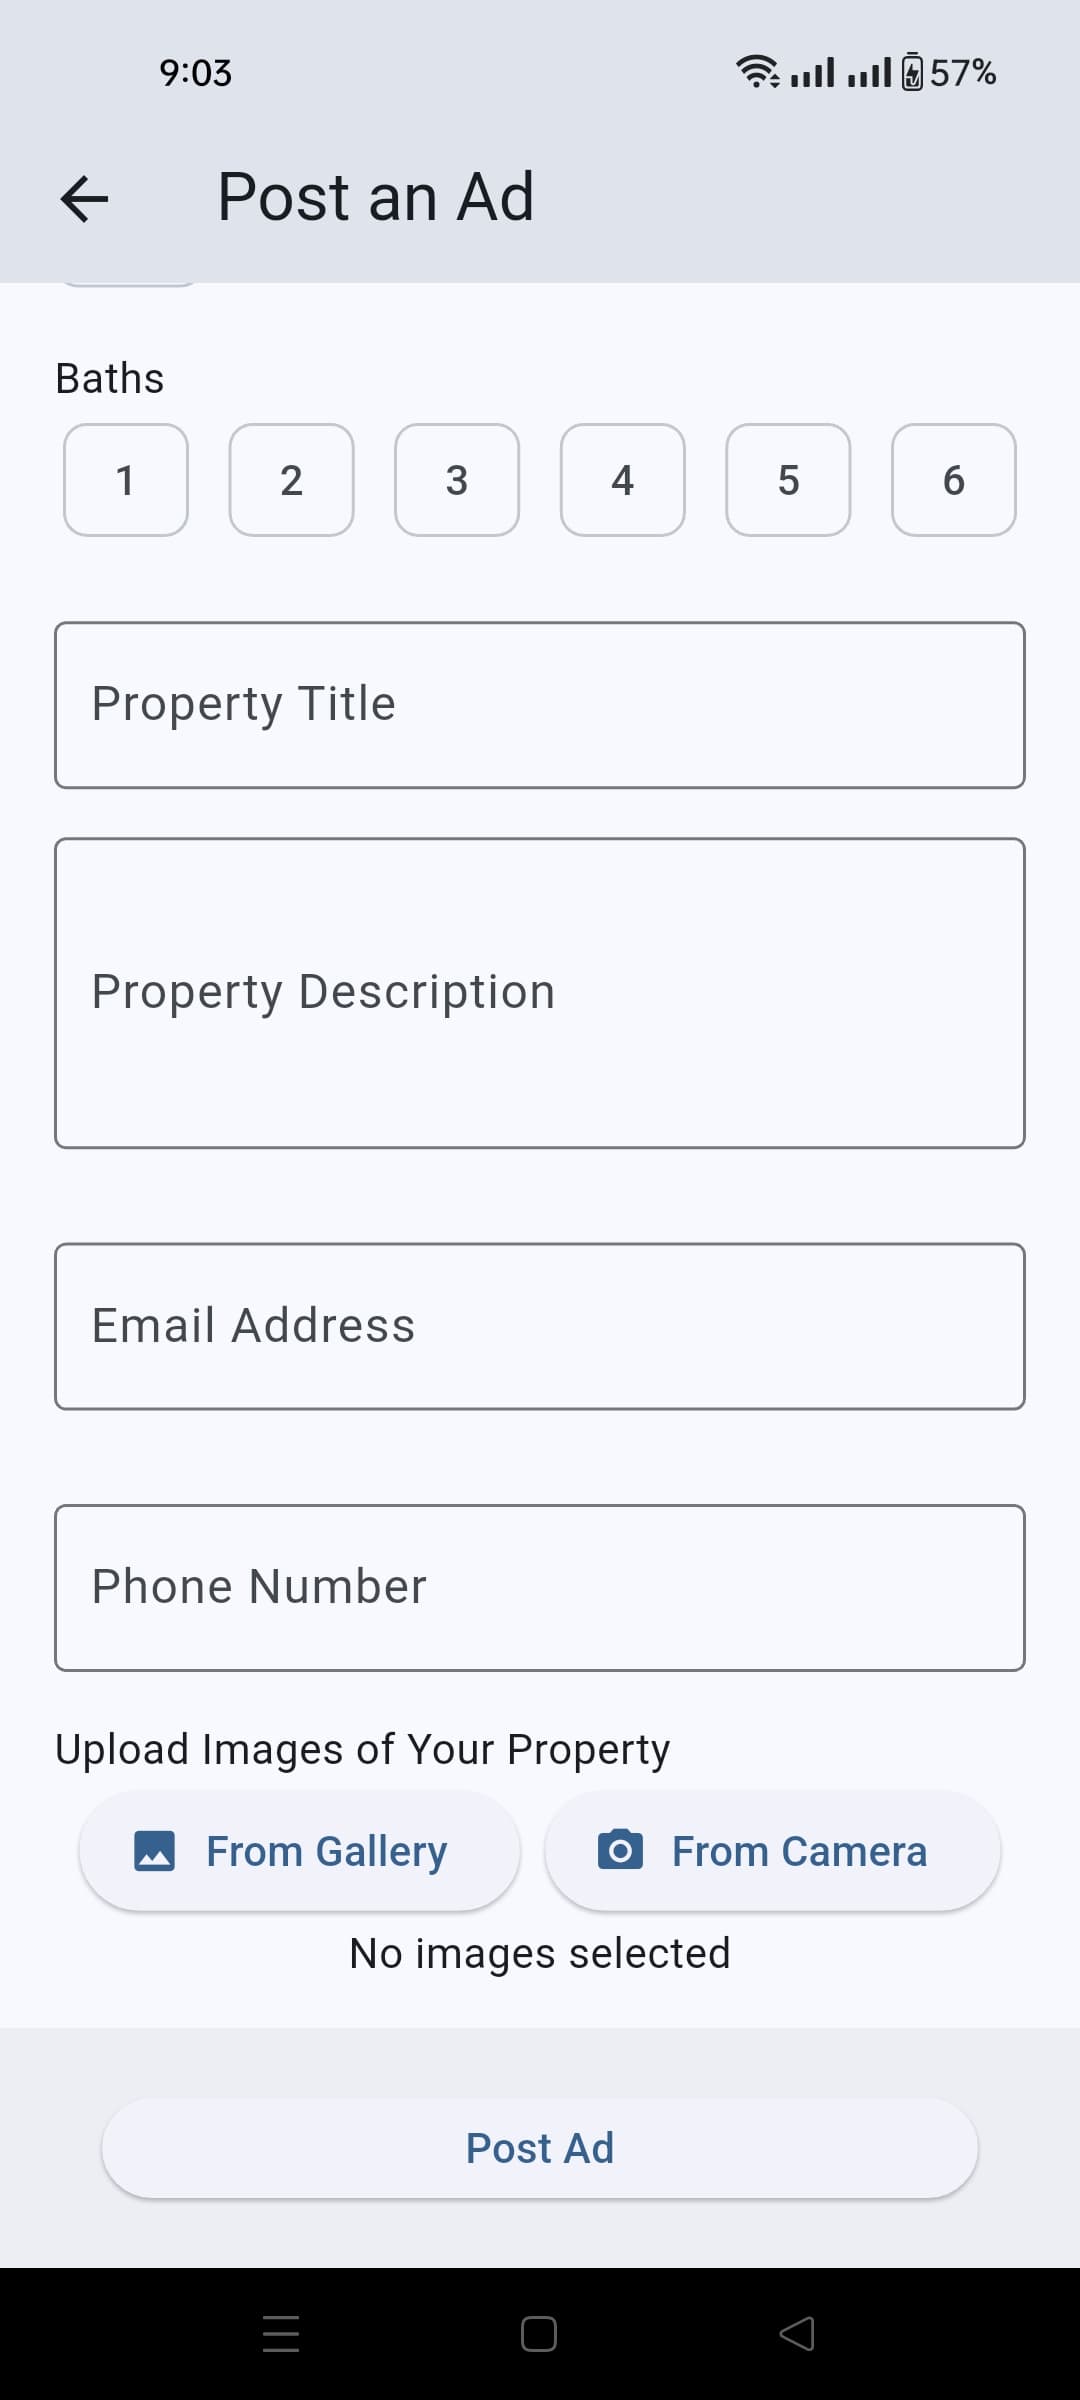 9:03 57%
Post an Ad
Baths
1 2 3 4 5 6
Property Title
Property Description
Email Address
Phone Number
Upload Images of Your Property
From Gallery From Camera
No images selected
Post Ad